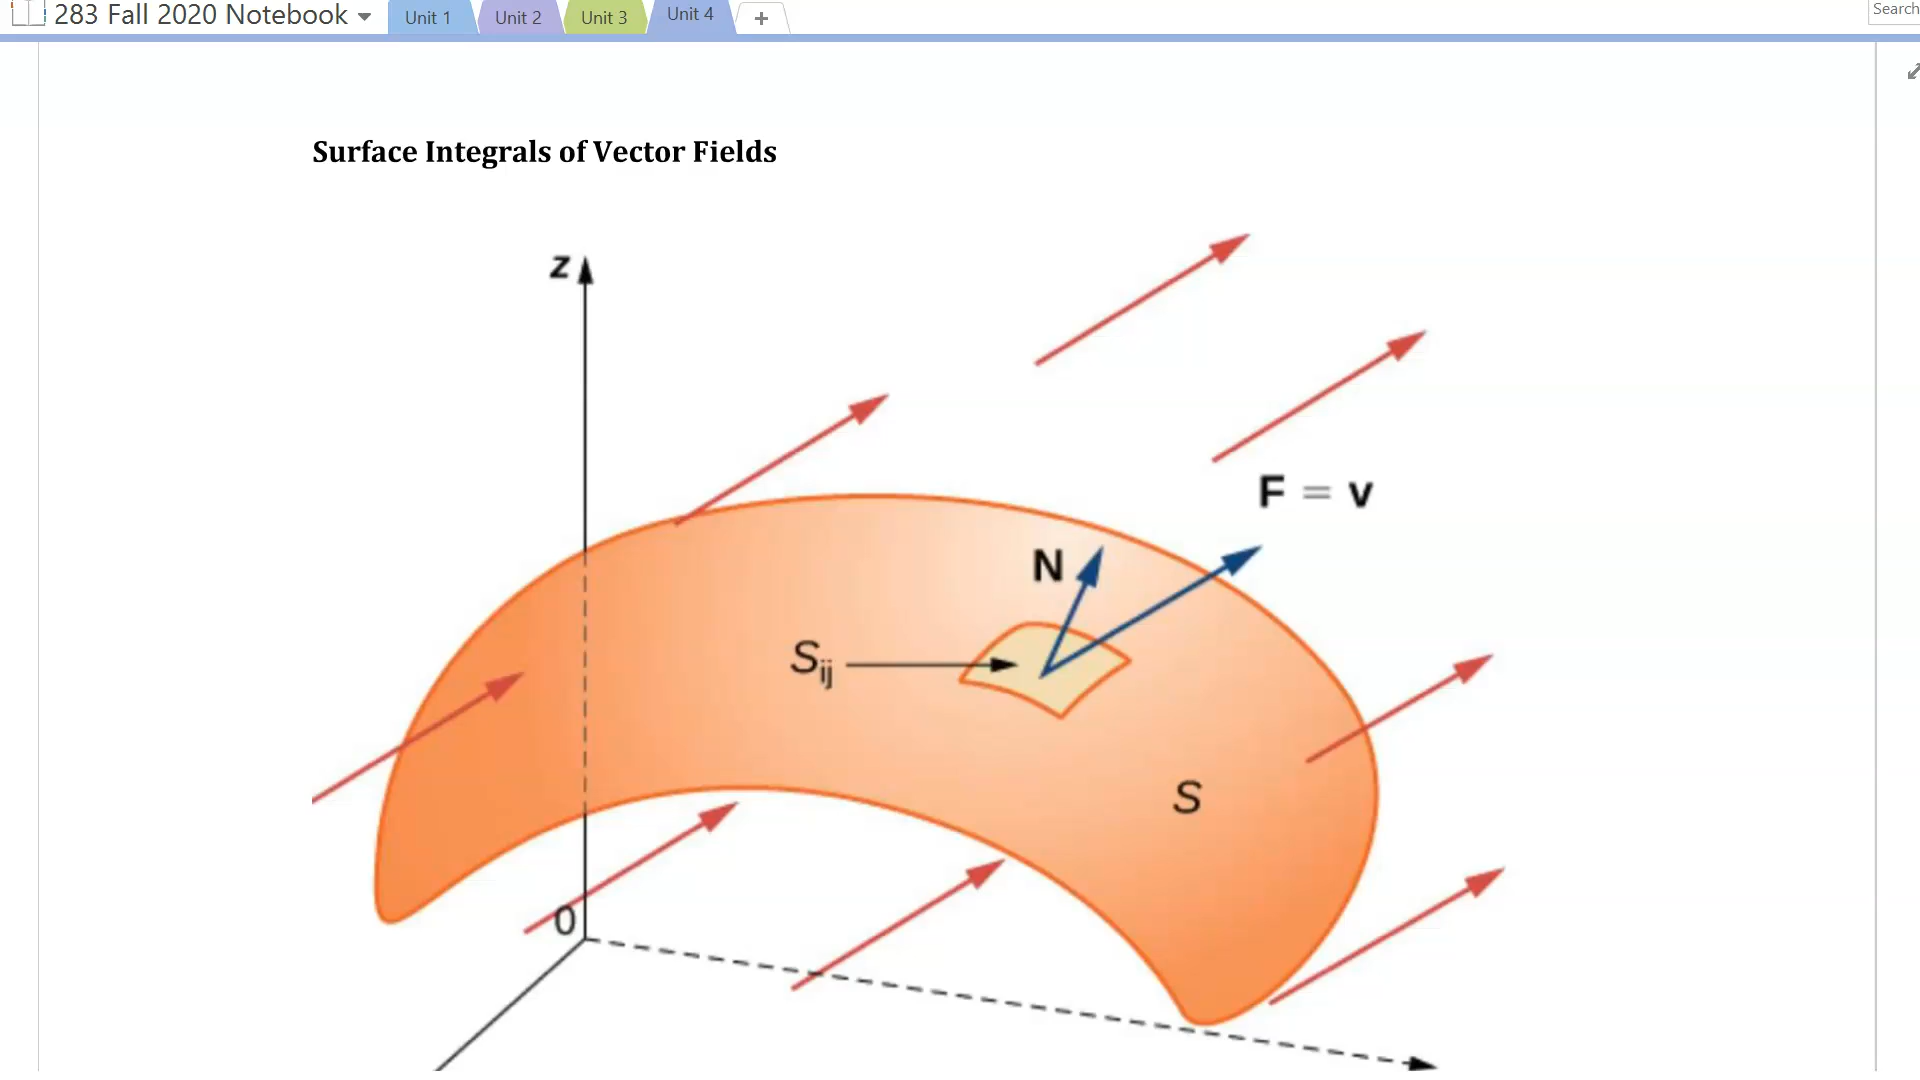 283 Fall 2020 Notebook Unit 1 Unit 2 Unit 3 Unit 4 + Search
Surface Integrals of Vector Fields
z
F = v
N
Sij
S
0